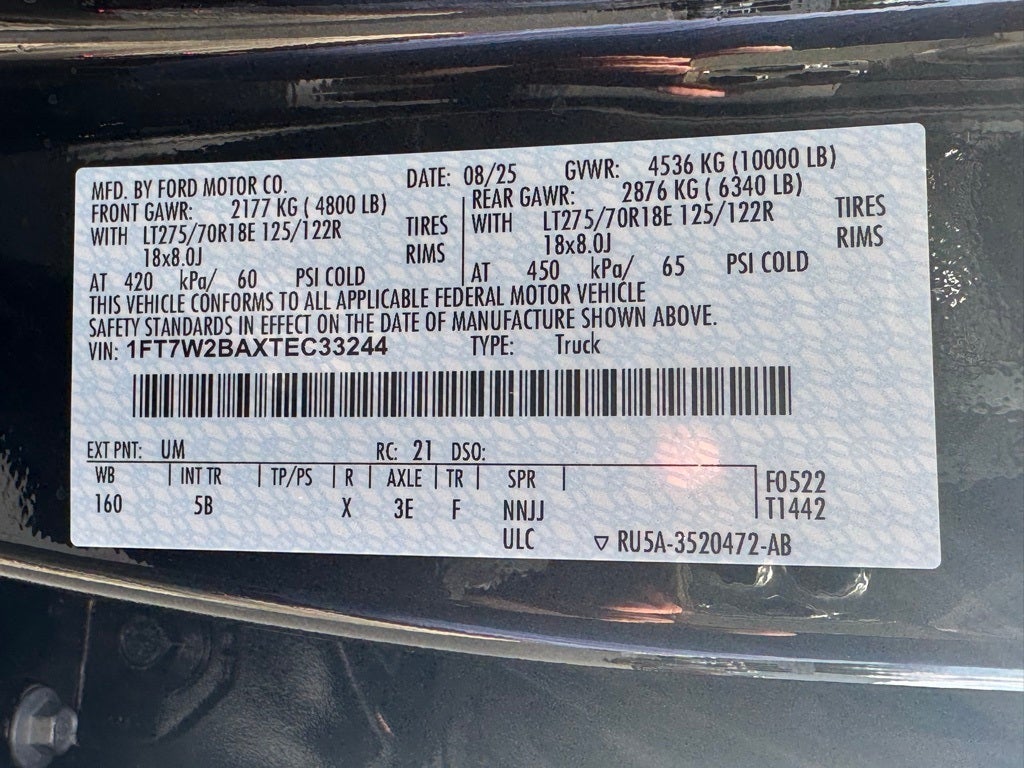 MFD. BY FORD MOTOR CO. DATE: 08/25 GVWR: 4536 KG (10000 LB)
FRONT GAWR: 2177 KG ( 4800 LB) REAR GAWR: 2876 KG ( 6340 LB)
WITH LT275/70R18E 125/122R TIRES WITH LT275/70R18E 125/122R TIRES
18x8.0J RIMS 18x8.0J RIMS
AT 420 kPa/ 60 PSI COLD AT 450 kPa/ 65 PSI COLD
THIS VEHICLE CONFORMS TO ALL APPLICABLE FEDERAL MOTOR VEHICLE
SAFETY STANDARDS IN EFFECT ON THE DATE OF MANUFACTURE SHOWN ABOVE.
VIN: 1FT7W2BAXTEC33244 TYPE: Truck
EXT PNT: UM RC: 21 DSO:
WB INT TR TP/PS R AXLE TR SPR F0522
160 5B X 3E F NNJJ T1442
ULC ▽ RU5A-3520472-AB